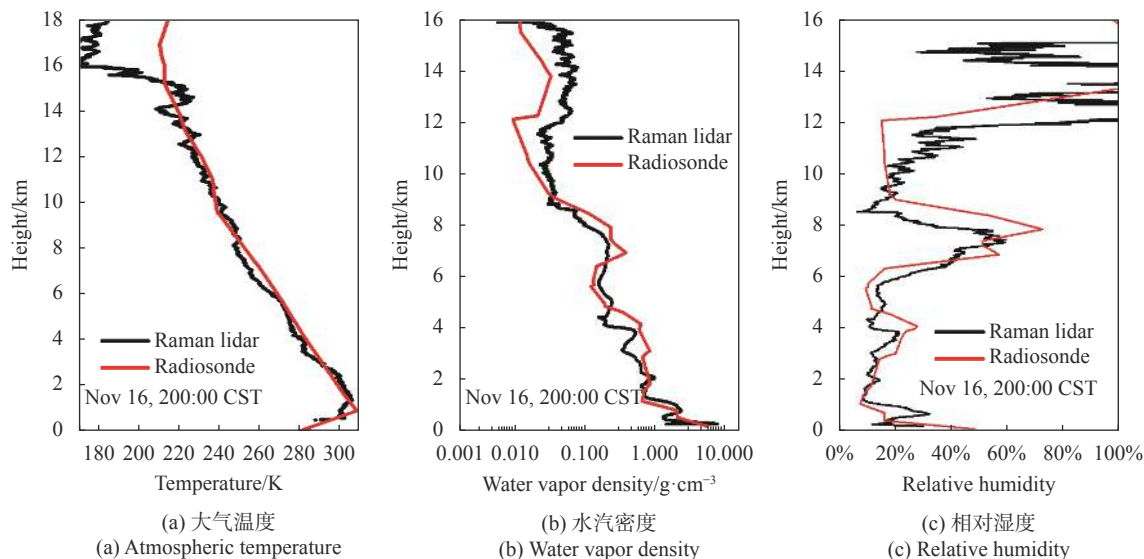 18
16
14
12
10
8
6
4
2
0
Height/km
Raman lidar
Radiosonde
Nov 16, 200:00 CST
180 200 220 240 260 280 300
Temperature/K
(a) 大气温度
(a) Atmospheric temperature
16
14
12
10
8
6
4
2
0
Height/km
Raman lidar
Radiosonde
Nov 16, 200:00 CST
0.001 0.010 0.100 1.000 10.000
Water vapor density/g·cm⁻³
(b) 水汽密度
(b) Water vapor density
16
14
12
10
8
6
4
2
0
Height/km
Raman lidar
Radiosonde
Nov 16, 200:00 CST
0% 20% 40% 60% 80% 100%
Relative humidity
(c) 相对湿度
(c) Relative humidity